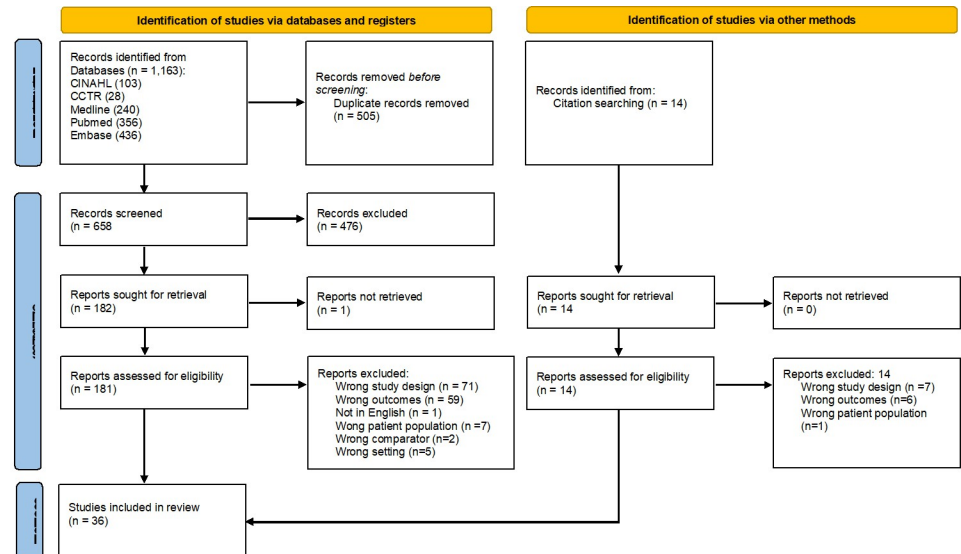 Identification of studies via databases and registers
Identification of studies via other methods
Records identified from
Databases (n = 1,163):
CINAHL (103)
CCTR (28)
Medline (240)
Pubmed (356)
Embase (436)
Records removed before
screening:
Duplicate records removed
(n = 505)
Records identified from:
Citation searching (n = 14)
Records screened
(n = 658
Records excluded
(n = 476)
Reports sought for retrieval
(n = 182)
Reports not retrieved
(n = 1)
Reports sought for retrieval
(n = 14
Reports not retrieved
(n = 0)
Reports assessed for eligibility
(n = 181)
Reports excluded:
Wrong study design (n = 71)
Wrong outcomes (n = 59)
Not in English (n = 1)
Wong patient population (n =7)
Wrong comparator (n=2)
Wrong setting (n=5)
Reports assessed for eligibility
(n = 14)
Reports excluded: 14
Wrong study design (n =7)
Wrong outcomes (n=6)
Wrong patient population
(n=1)
Studies included in review
(n = 36)